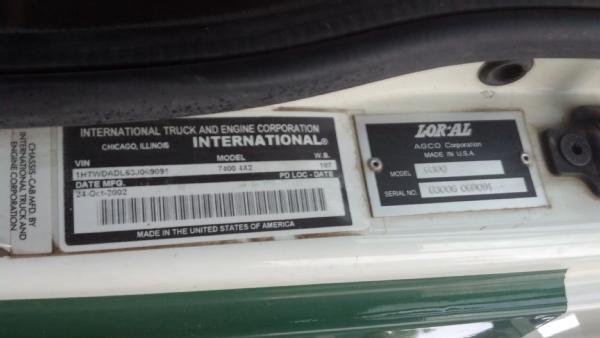 CHASSIS-CAB MFD. BY
INTERNATIONAL TRUCK AND
ENGINE CORPORATION
INTERNATIONAL TRUCK AND ENGINE CORPORATION
CHICAGO, ILLINOIS
INTERNATIONAL®
VIN
MODEL
W.B.
7400 4X2
187
DATE MFG.
PD LOC - DATE
24-Oct-2002
MADE IN THE UNITED STATES OF AMERICA
LOR-AL
AGCO Corporation
MADE IN U.S.A.
MODEL
SERIAL NO.